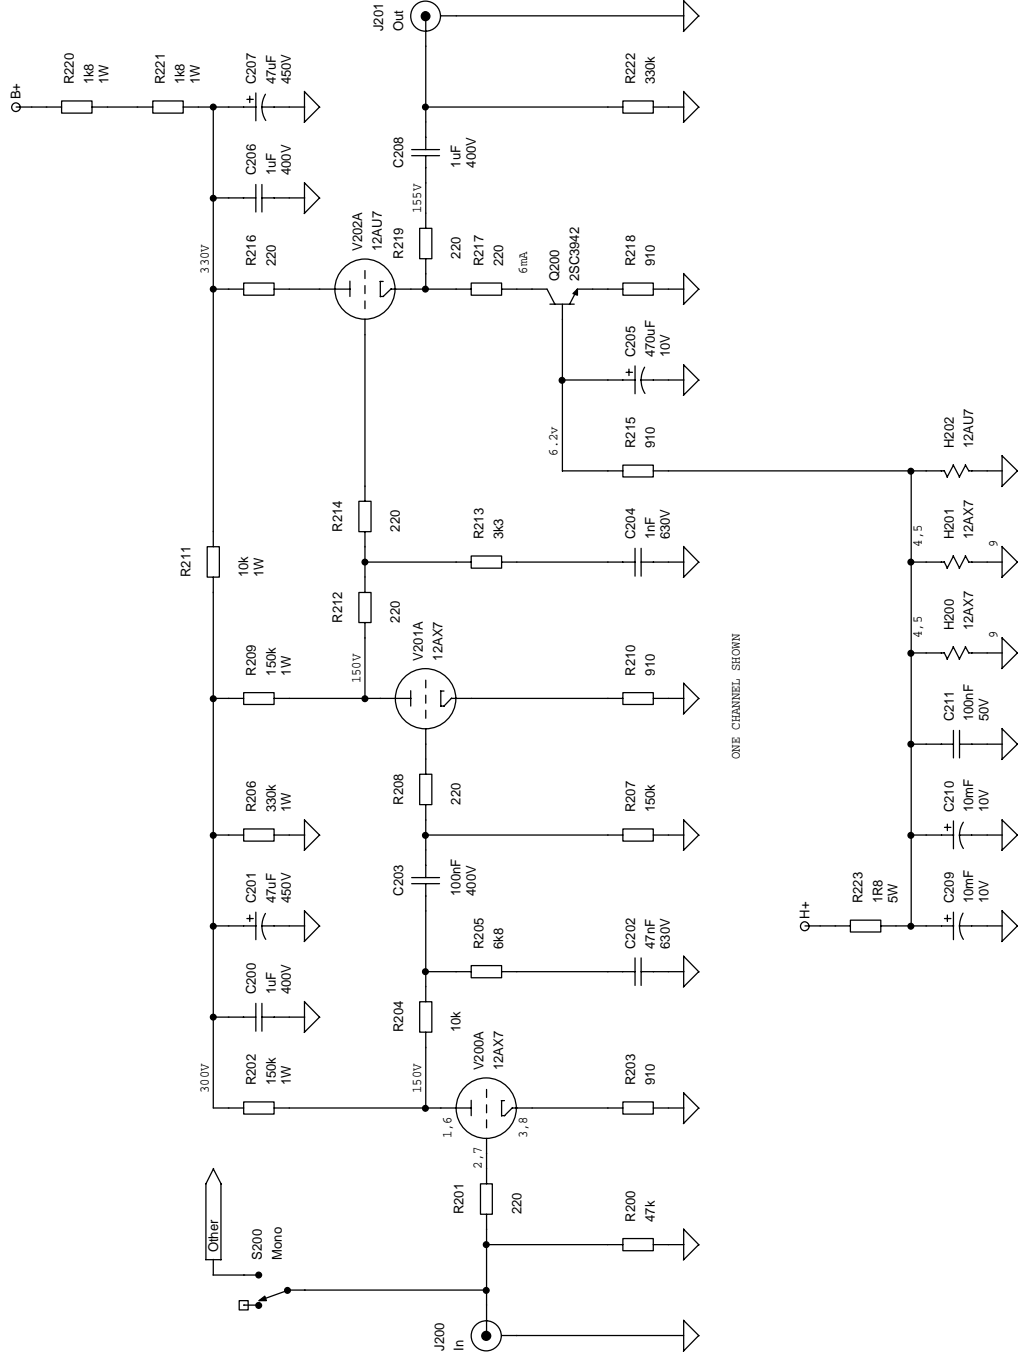 J200
In
S200
Mono
Other
R200
47k
R201
220
R202
150k
1W
300V
150V
1,6
2,7
3,8
V200A
12AX7
R203
910
C200
1uF
400V
R204
10k
R205
6k8
C202
47nF
630V
C201
47uF
450V
C203
100nF
400V
R206
330k
1W
R207
150k
R208
220
R209
150k
1W
150V
V201A
12AX7
R210
910
R211
10k
1W
R212
220
R213
3k3
C204
1nF
630V
R214
220
330V
R216
220
V202A
12AU7
R219
220
155V
R217
220
6mA
Q200
2SC3942
R218
910
C205
470uF
10V
6.2v
R215
910
C206
1uF
400V
C207
47uF
450V
R221
1k8
1W
R220
1k8
1W
B+
C208
1uF
400V
R222
330k
J201
Out
ONE CHANNEL SHOWN
H+
R223
1R8
5W
C209
10mF
10V
C210
10mF
10V
C211
100nF
50V
4,5
H200
12AX7
9
4,5
H201
12AX7
9
H202
12AU7